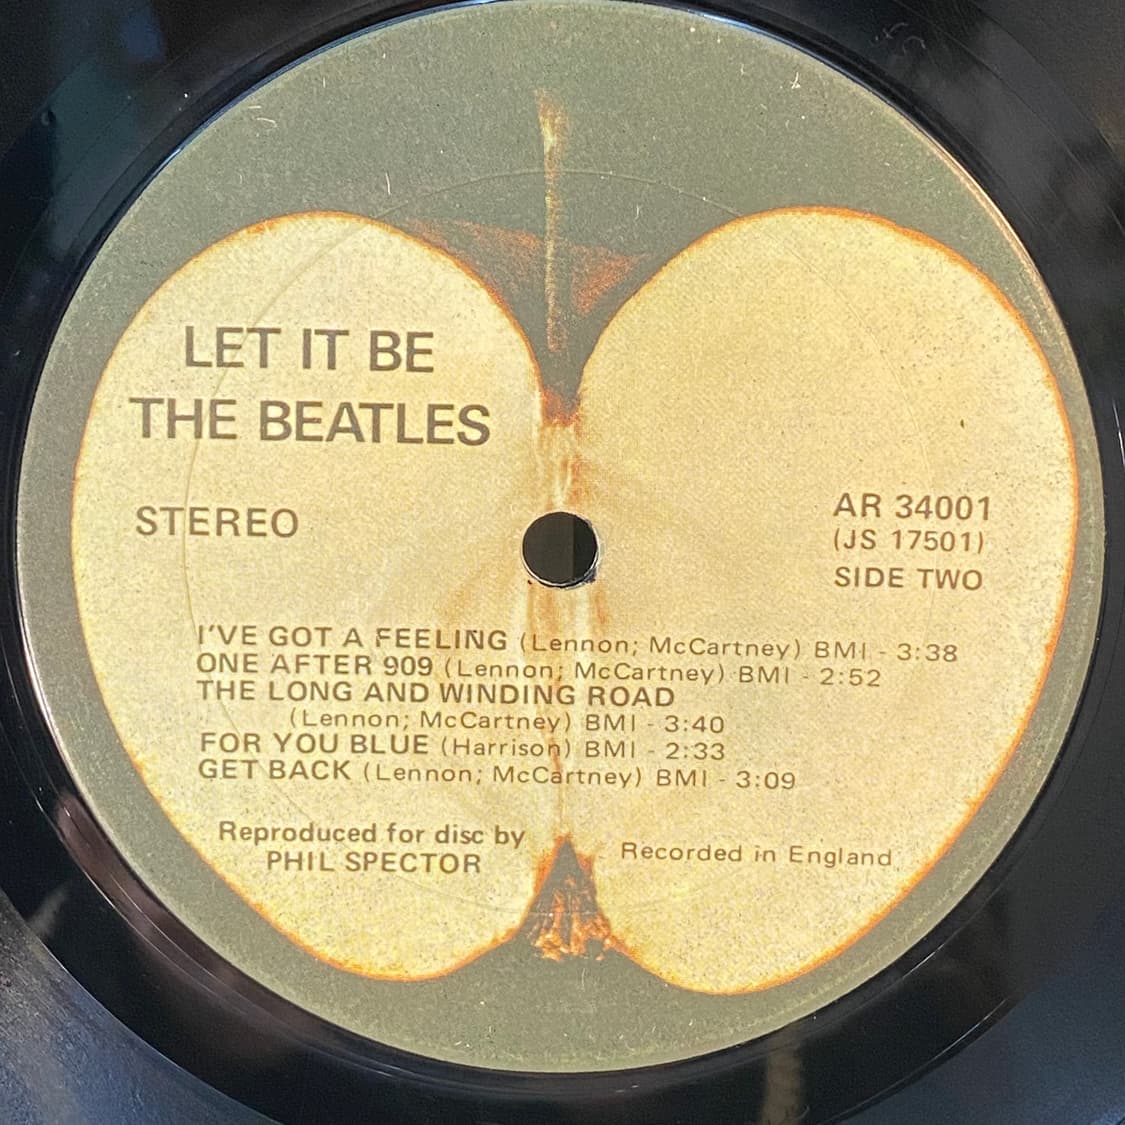 LET IT BE
THE BEATLES
STEREO
AR 34001
(JS 17501)
SIDE TWO
I'VE GOT A FEELING (Lennon; McCartney) BMI - 3:38
ONE AFTER 909 (Lennon; McCartney) BMI - 2:52
THE LONG AND WINDING ROAD
(Lennon; McCartney) BMI - 3:40
FOR YOU BLUE (Harrison) BMI - 2:33
GET BACK (Lennon; McCartney) BMI - 3:09
Reproduced for disc by
PHIL SPECTOR
Recorded in England